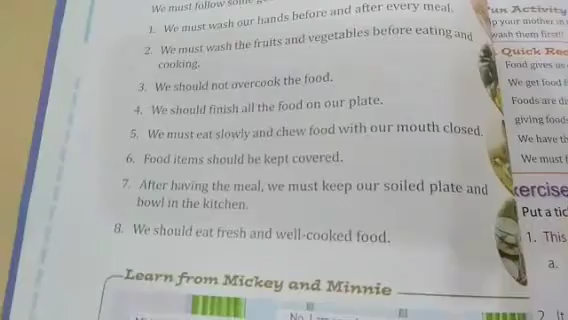 We must follow some
1. We must wash our hands before and after every meal.
2. We must wash the fruits and vegetables before eating and
cooking.
3. We should not overcook the food.
4. We should finish all the food on our plate.
5. We must eat slowly and chew food with our mouth closed.
6. Food items should be kept covered.
7. After having the meal, we must keep our soiled plate and
bowl in the kitchen.
8. We should eat fresh and well-cooked food.
Learn from Mickey and Minnie
No, I am
Activity
your mother in
wash them first!
Quick
Food gives us
We get food
Foods are
giving
We have
We must
Put a
1. This
a.
2. It